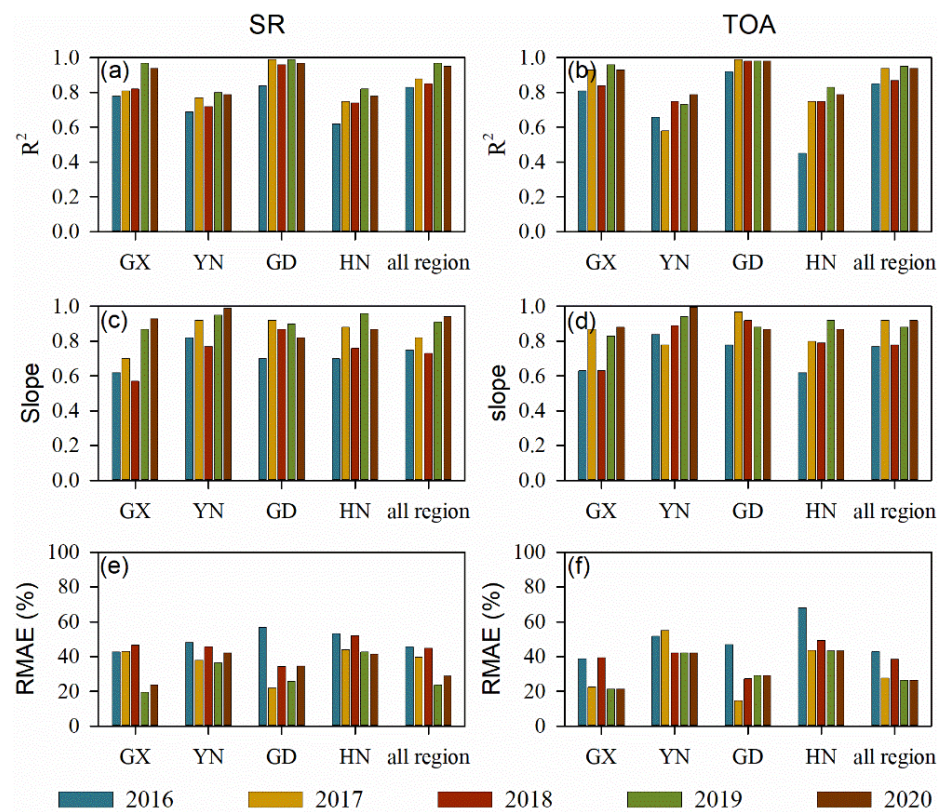 SR TOA
(a) (b)
1.0 1.0
0.8 0.8
0.6 0.6
0.4 0.4
0.2 0.2
0.0 0.0
R² R²
GX YN GD HN all region GX YN GD HN all region
(c) (d)
1.0 1.0
0.8 0.8
0.6 0.6
0.4 0.4
0.2 0.2
0.0 0.0
Slope slope
GX YN GD HN all region GX YN GD HN all region
(e) (f)
100 100
80 80
60 60
40 40
20 20
0 0
RMAE (%) RMAE (%)
GX YN GD HN all region GX YN GD HN all region
2016 2017 2018 2019 2020